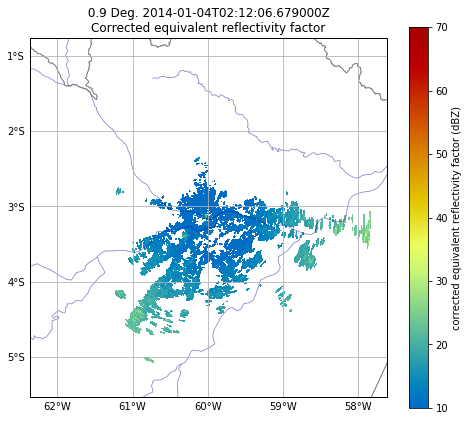 0.9 Deg. 2014-01-04T02:12:06.679000Z
Corrected equivalent reflectivity factor
1°S
2°S
3°S
4°S
5°S
62°W 61°W 60°W 59°W 58°W
70
60
50
40
30
20
10
corrected equivalent reflectivity factor (dBZ)